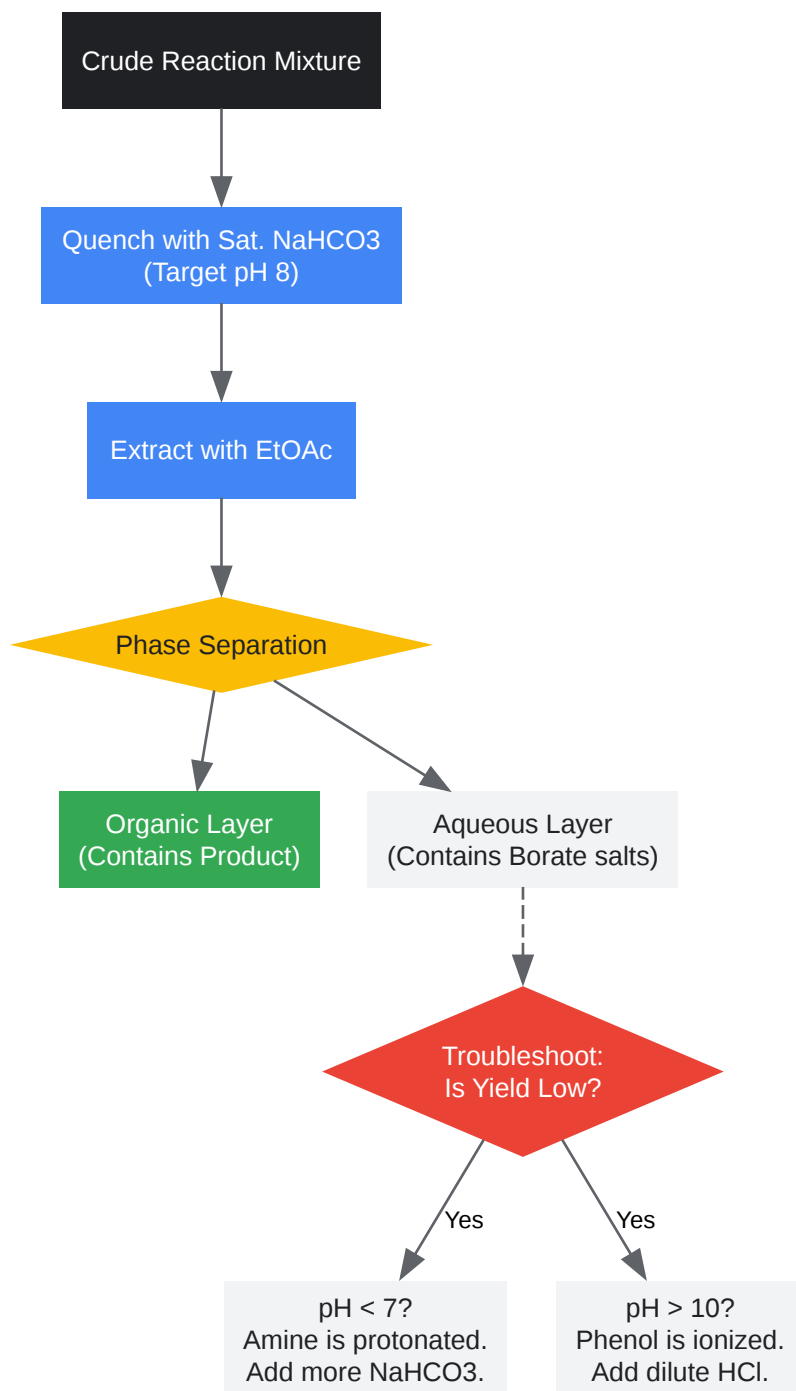 Crude Reaction Mixture
Quench with Sat. NaHCO3
(Target pH 8)
Extract with EtOAc
Phase Separation
Organic Layer
(Contains Product)
Aqueous Layer
(Contains Borate salts)
Troubleshoot:
Is Yield Low?
Yes
Yes
pH < 7?
Amine is protonated.
Add more NaHCO3.
pH > 10?
Phenol is ionized.
Add dilute HCl.